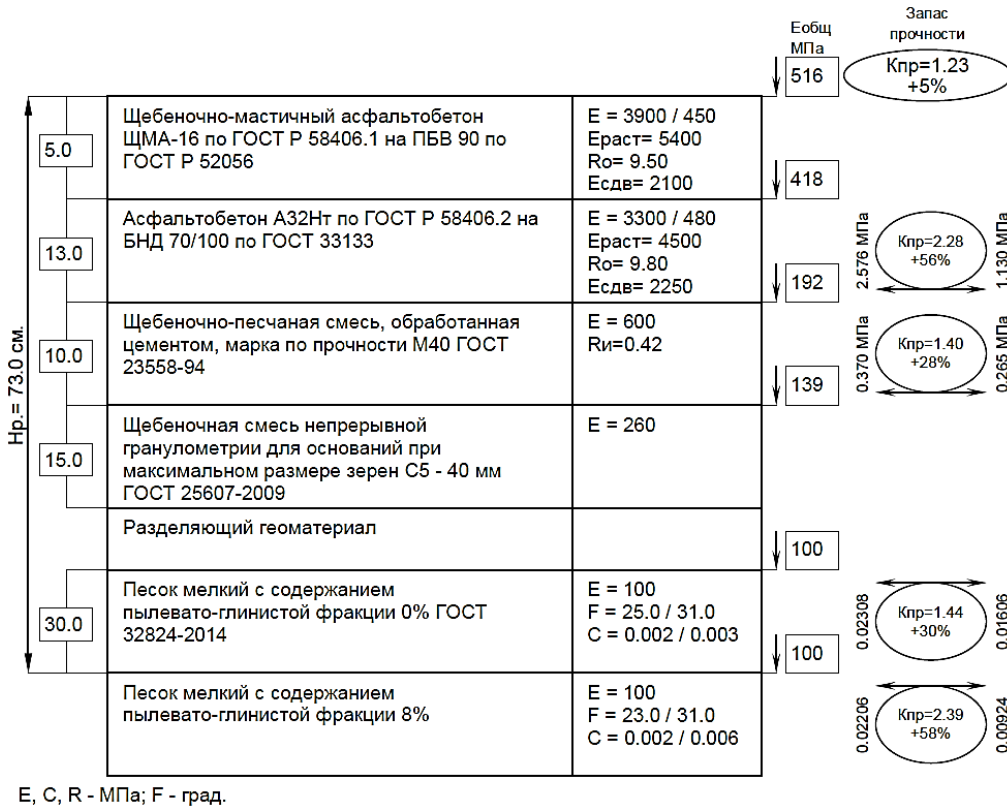 Еобщ
МПа
Запас
прочности
516
Кпр=1.23
+5%
Нр.= 73.0 см.
5.0
Щебеночно-мастичный асфальтобетон
ЩМА-16 по ГОСТ Р 58406.1 на ПБВ 90 по
ГОСТ Р 52056
Е = 3900 / 450
Ераст= 5400
Ro= 9.50
Есдв= 2100
418
13.0
Асфальтобетон А32Нт по ГОСТ Р 58406.2 на
БНД 70/100 по ГОСТ 33133
Е = 3300 / 480
Ераст= 4500
Ro= 9.80
Есдв= 2250
192
2.576 МПа
Кпр=2.28
+56%
1.130 МПа
10.0
Щебеночно-песчаная смесь, обработанная
цементом, марка по прочности М40 ГОСТ
23558-94
Е = 600
Rи=0.42
139
0.370 МПа
Кпр=1.40
+28%
0.265 МПа
15.0
Щебеночная смесь непрерывной
гранулометрии для оснований при
максимальном размере зерен С5 - 40 мм
ГОСТ 25607-2009
Е = 260
Разделяющий геоматериал
100
30.0
Песок мелкий с содержанием
пылевато-глинистой фракции 0% ГОСТ
32824-2014
Е = 100
F = 25.0 / 31.0
C = 0.002 / 0.003
100
0.02308
Кпр=1.44
+30%
0.01606
Песок мелкий с содержанием
пылевато-глинистой фракции 8%
Е = 100
F = 23.0 / 31.0
C = 0.002 / 0.006
0.02206
Кпр=2.39
+58%
0.00924
Е, С, R - МПа; F - град.